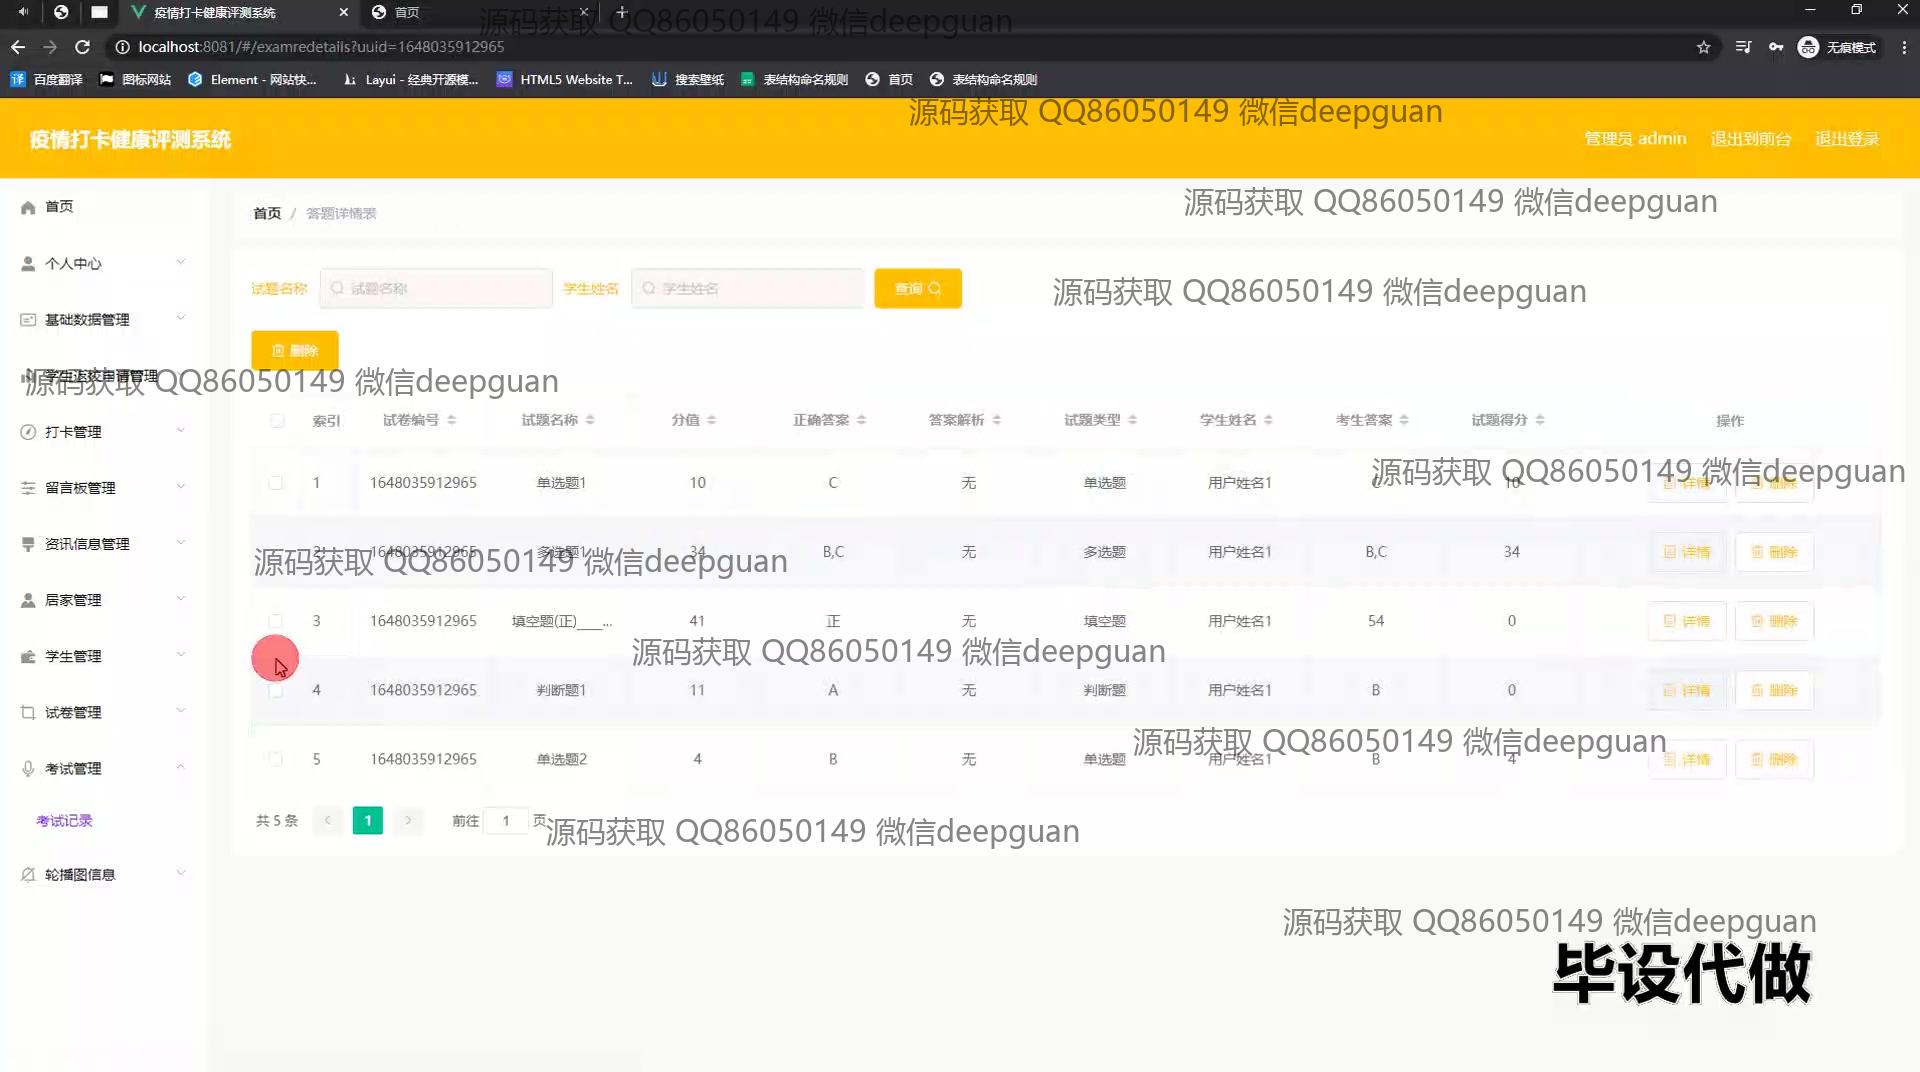 疫情打卡健康评测系统
首页
源码获取 QQ86050149 微信deepguan
localhost:8081/#/examredetails?uuid=1648035912965
无痕模式
百度翻译
图标网站
Element - 网站快...
Layui - 经典开源模...
HTML5 Website T...
搜索壁纸
表结构命名规则
首页
表结构命名规则
源码获取 QQ86050149 微信deepguan
疫情打卡健康评测系统
管理员 admin
退出到前台
退出登录
源码获取 QQ86050149 微信deepguan
首页
个人中心
基础数据管理
打卡管理
留言板管理
资讯信息管理
居家管理
学生管理
试卷管理
考试管理
考试记录
轮播图信息
首页 / 答题详情表
试题名称 试题名称 学生姓名 学生姓名 查询
源码获取 QQ86050149 微信deepguan
删除
源码获取 QQ86050149 微信deepguan
索引 试卷编号 试题名称 分值 正确答案 答案解析 试题类型 学生姓名 考生答案 试题得分 操作
1 1648035912965 单选题1 10 C 无 单选题 用户姓名1 C 10 详情 删除
源码获取 QQ86050149 微信deepguan
2 1648035912965 多选题1 34 B,C 无 多选题 用户姓名1 B,C 34 详情 删除
源码获取 QQ86050149 微信deepguan
3 1648035912965 填空题(正)____... 41 正 无 填空题 用户姓名1 54 0 详情 删除
源码获取 QQ86050149 微信deepguan
4 1648035912965 判断题1 11 A 无 判断题 用户姓名1 B 0 详情 删除
源码获取 QQ86050149 微信deepguan
5 1648035912965 单选题2 4 B 无 单选题 用户姓名1 B 4 详情 删除
共 5 条 1 前往 1 页
源码获取 QQ86050149 微信deepguan
源码获取 QQ86050149 微信deepguan
毕设代做